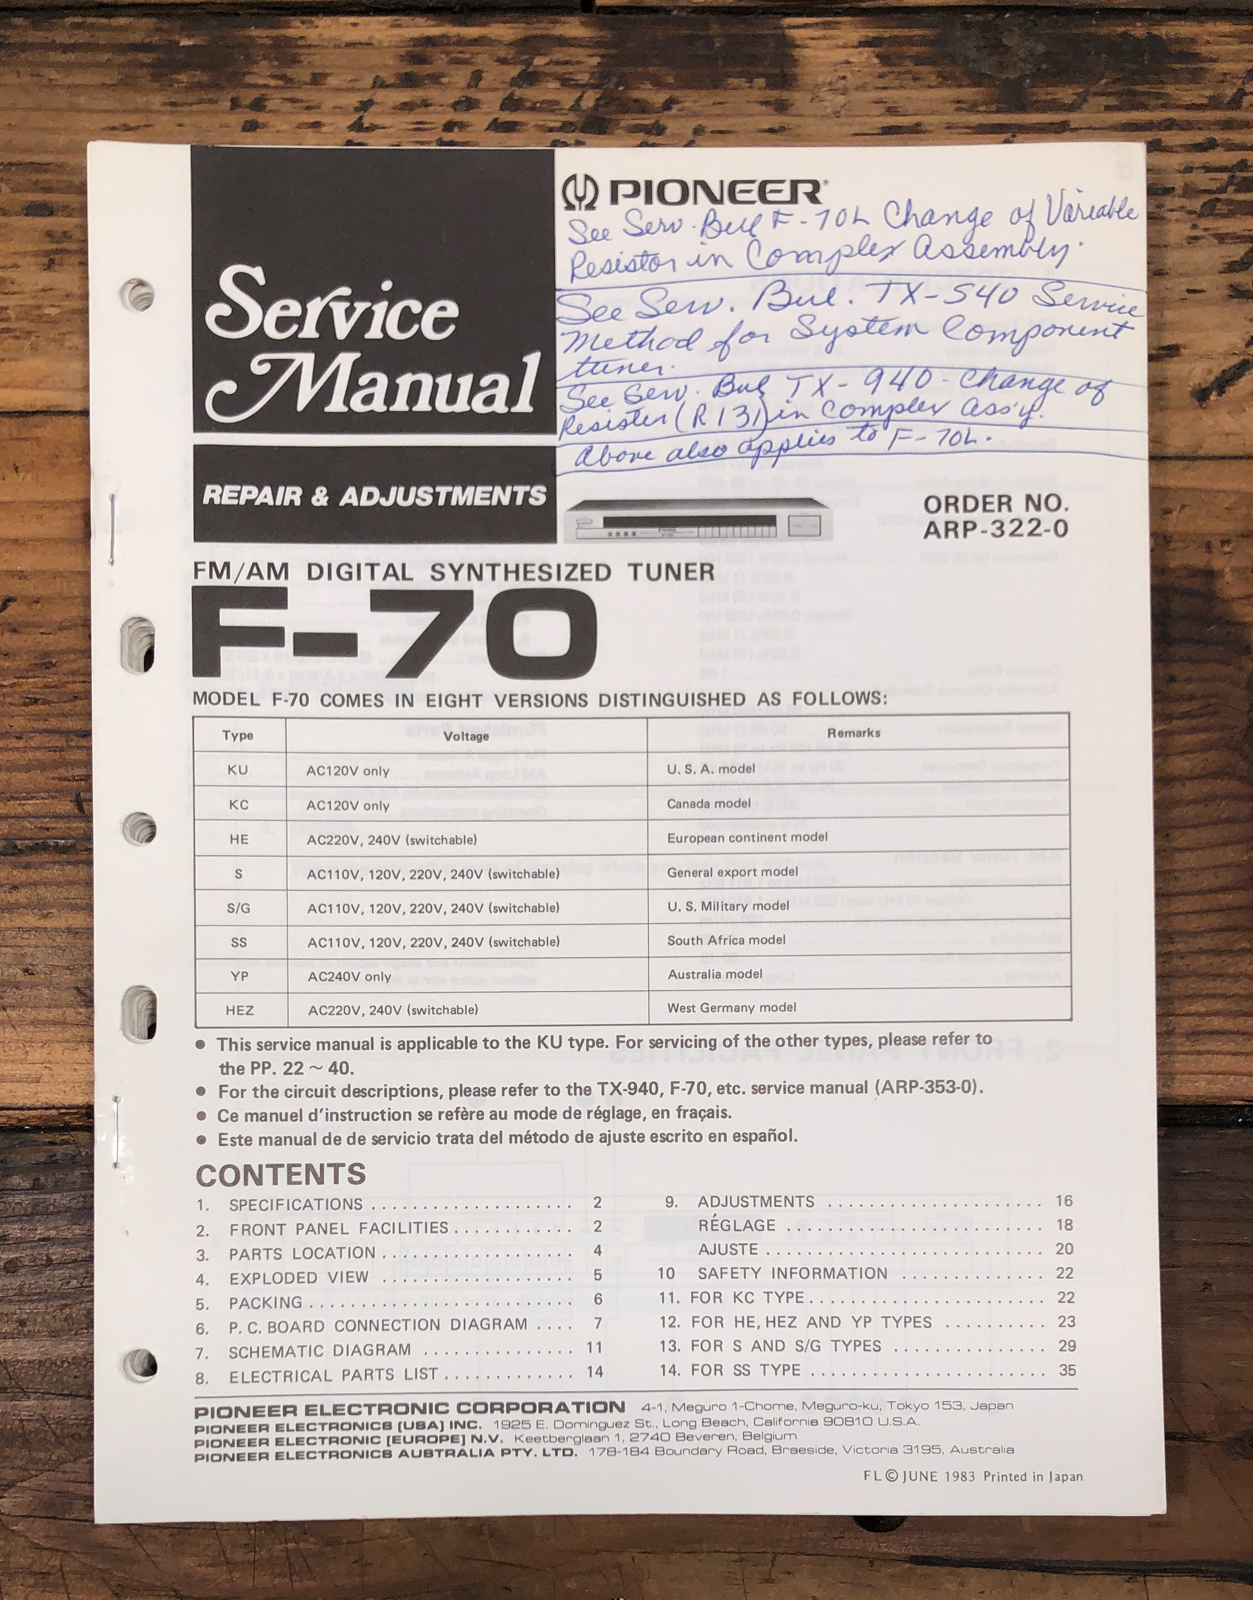 PIONEER®
See Serv. Bull F-70L Change of Variable
Resistor in Complex Assembly.
See Serv. Bul. TX-540 Service
Method for System Component
tuner.
See Serv. Bul TX-940-Change of
Resister (R131) in Complex Ass'y.
Above also applies to F-70L.
Service
Manual
REPAIR & ADJUSTMENTS
ORDER NO.
ARP-322-0
FM/AM DIGITAL SYNTHESIZED TUNER
F-70
MODEL F-70 COMES IN EIGHT VERSIONS DISTINGUISHED AS FOLLOWS:
Type Voltage Remarks
KU AC120V only U. S. A. model
KC AC120V only Canada model
HE AC220V, 240V (switchable) European continent model
S AC110V, 120V, 220V, 240V (switchable) General export model
S/G AC110V, 120V, 220V, 240V (switchable) U. S. Military model
SS AC110V, 120V, 220V, 240V (switchable) South Africa model
YP AC240V only Australia model
HEZ AC220V, 240V (switchable) West Germany model
● This service manual is applicable to the KU type. For servicing of the other types, please refer to
the PP. 22 ~ 40.
● For the circuit descriptions, please refer to the TX-940, F-70, etc. service manual (ARP-353-0).
● Ce manuel d'instruction se refère au mode de réglage, en français.
● Este manual de de servicio trata del método de ajuste escrito en español.
CONTENTS
1. SPECIFICATIONS . . . . . . . . . . . . . . . . . . . . . 2
2. FRONT PANEL FACILITIES . . . . . . . . . . . . . 2
3. PARTS LOCATION . . . . . . . . . . . . . . . . . . . . 4
4. EXPLODED VIEW . . . . . . . . . . . . . . . . . . . . 5
5. PACKING . . . . . . . . . . . . . . . . . . . . . . . . . . . 6
6. P. C. BOARD CONNECTION DIAGRAM . . . . 7
7. SCHEMATIC DIAGRAM . . . . . . . . . . . . . . . . 11
8. ELECTRICAL PARTS LIST . . . . . . . . . . . . . . 14
9. ADJUSTMENTS . . . . . . . . . . . . . . . . . . . . . . . 16
RÉGLAGE . . . . . . . . . . . . . . . . . . . . . . . . . . . 18
AJUSTE . . . . . . . . . . . . . . . . . . . . . . . . . . . . . 20
10 SAFETY INFORMATION . . . . . . . . . . . . . . . 22
11. FOR KC TYPE . . . . . . . . . . . . . . . . . . . . . . . . . 22
12. FOR HE, HEZ AND YP TYPES . . . . . . . . . . . 23
13. FOR S AND S/G TYPES . . . . . . . . . . . . . . . . 29
14. FOR SS TYPE . . . . . . . . . . . . . . . . . . . . . . . . . 35
PIONEER ELECTRONIC CORPORATION 4-1, Meguro 1-Chome, Meguro-ku, Tokyo 153, Japan
PIONEER ELECTRONICS [USA] INC. 1925 E. Dominguez St., Long Beach, California 90810 U.S.A.
PIONEER ELECTRONIC [EUROPE] N.V. Keetberglaan 1, 2740 Beveren, Belgium
PIONEER ELECTRONICS AUSTRALIA PTY. LTD. 178-184 Boundary Road, Braeside, Victoria 3195, Australia
FL © JUNE 1983 Printed in Japan